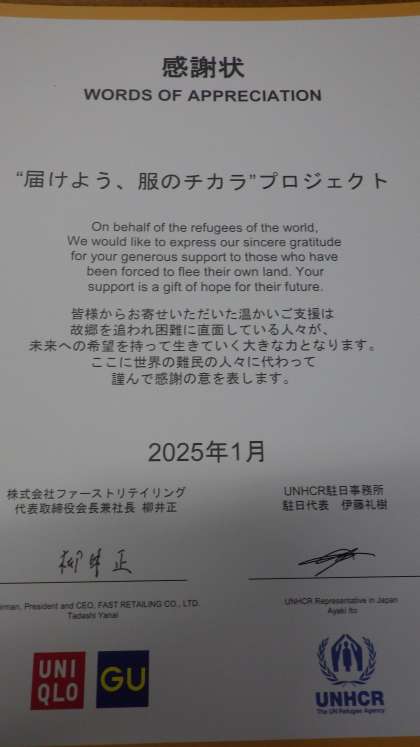 感謝状
WORDS OF APPRECIATION
“届けよう、服のチカラ”プロジェクト
On behalf of the refugees of the world,
We would like to express our sincere gratitude
for your generous support to those who have
been forced to flee their own land. Your
support is a gift of hope for their future.
皆様からお寄せいただいた温かいご支援は
故郷を追われ困難に直面している人々が、
未来への希望を持って生きていく大きな力となります。
ここに世界の難民の人々に代わって
謹んで感謝の意を表します。
2025年1月
株式会社ファーストリテイリング
代表取締役会長兼社長 柳井正
UNHCR駐日事務所
駐日代表 伊藤礼樹
柳井正
irman, President and CEO, FAST RETAILING CO., LTD.
Tadashi Yanai
UNHCR Representative in Japan
Ayaki Ito
UNI
QLO
GU
UNHCR
The UN Refugee Agency